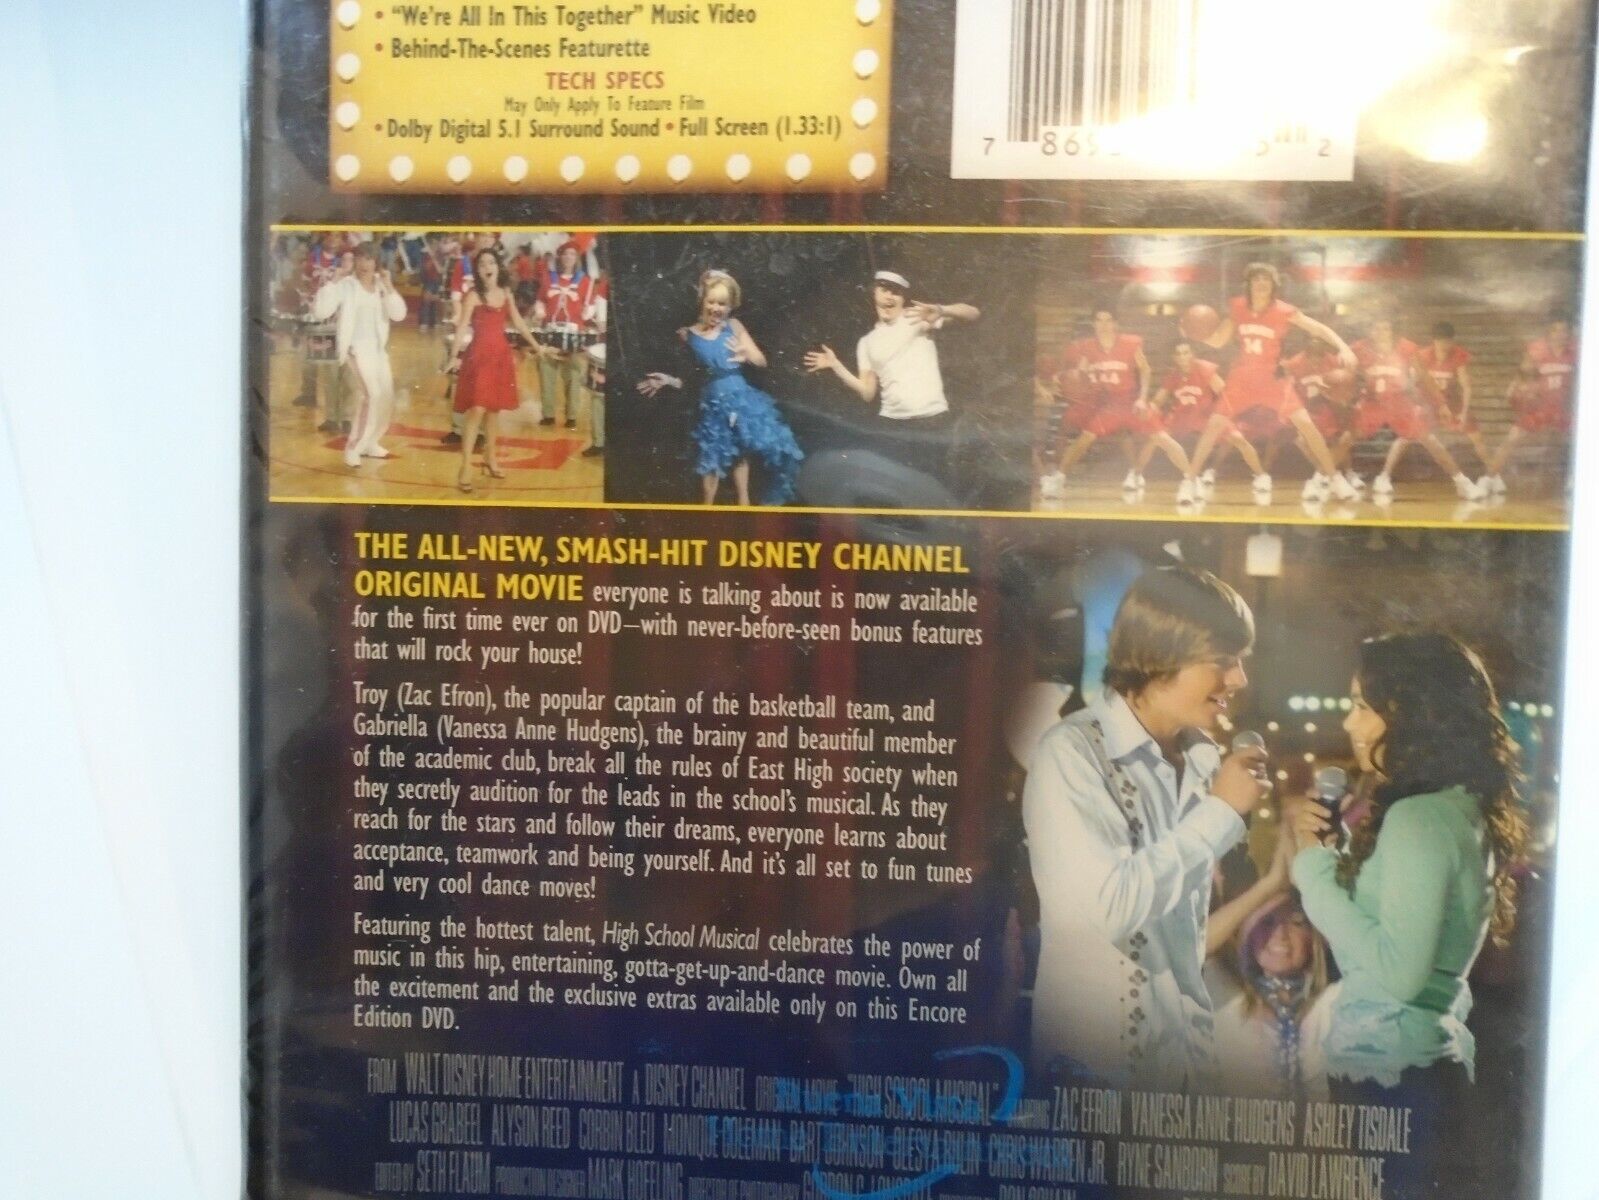 • "We're All In This Together" Music Video
• Behind-The-Scenes Featurette
TECH SPECS
May Only Apply To Feature Film
• Dolby Digital 5.1 Surround Sound • Full Screen (1.33:1)
7 869 2
14
THE ALL-NEW, SMASH-HIT DISNEY CHANNEL
ORIGINAL MOVIE everyone is talking about is now available
for the first time ever on DVD—with never-before-seen bonus features
that will rock your house!
Troy (Zac Efron), the popular captain of the basketball team, and
Gabriella (Vanessa Anne Hudgens), the brainy and beautiful member
of the academic club, break all the rules of East High society when
they secretly audition for the leads in the school's musical. As they
reach for the stars and follow their dreams, everyone learns about
acceptance, teamwork and being yourself. And it's all set to fun tunes
and very cool dance moves!
Featuring the hottest talent, High School Musical celebrates the power of
music in this hip, entertaining, gotta-get-up-and-dance movie. Own all
the excitement and the exclusive extras available only on this Encore
Edition DVD.
FROM WALT DISNEY HOME ENTERTAINMENT A DISNEY CHANNEL ORIGINAL MOVIE "HIGH SCHOOL MUSICAL" STARRING ZAC EFRON VANESSA ANNE HUDGENS ASHLEY TISDALE
LUCAS GRABEEL ALYSON REED CORBIN BLEU MONIQUE COLEMAN BART JOHNSON OLESYA RULIN CHRIS WARREN JR. RYNE SANBORN SCORE BY DAVID LAWRENCE
EDITED BY SETH FLAUM PRODUCTION DESIGNER MARK HOFELING DIRECTOR OF PHOTOGRAPHY GORDON C. LONSDALE